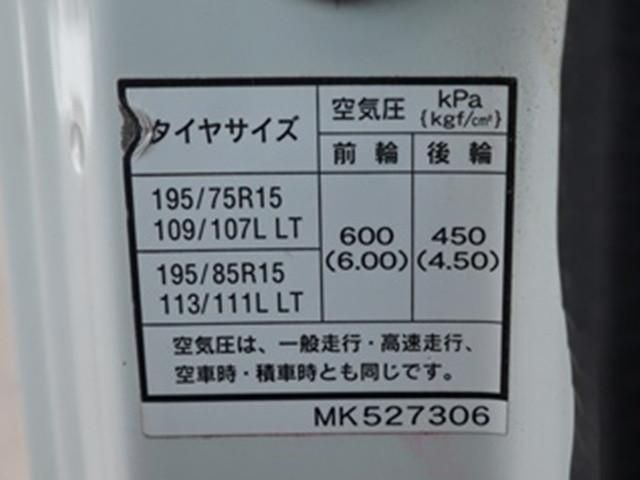 タイヤサイズ
空気圧 kPa {kgf/cm²}
前輪 後輪
195/75R15
109/107L LT
195/85R15
113/111L LT
600 450
(6.00) (4.50)
空気圧は、一般走行・高速走行、
空車時・積車時とも同じです。
MK527306